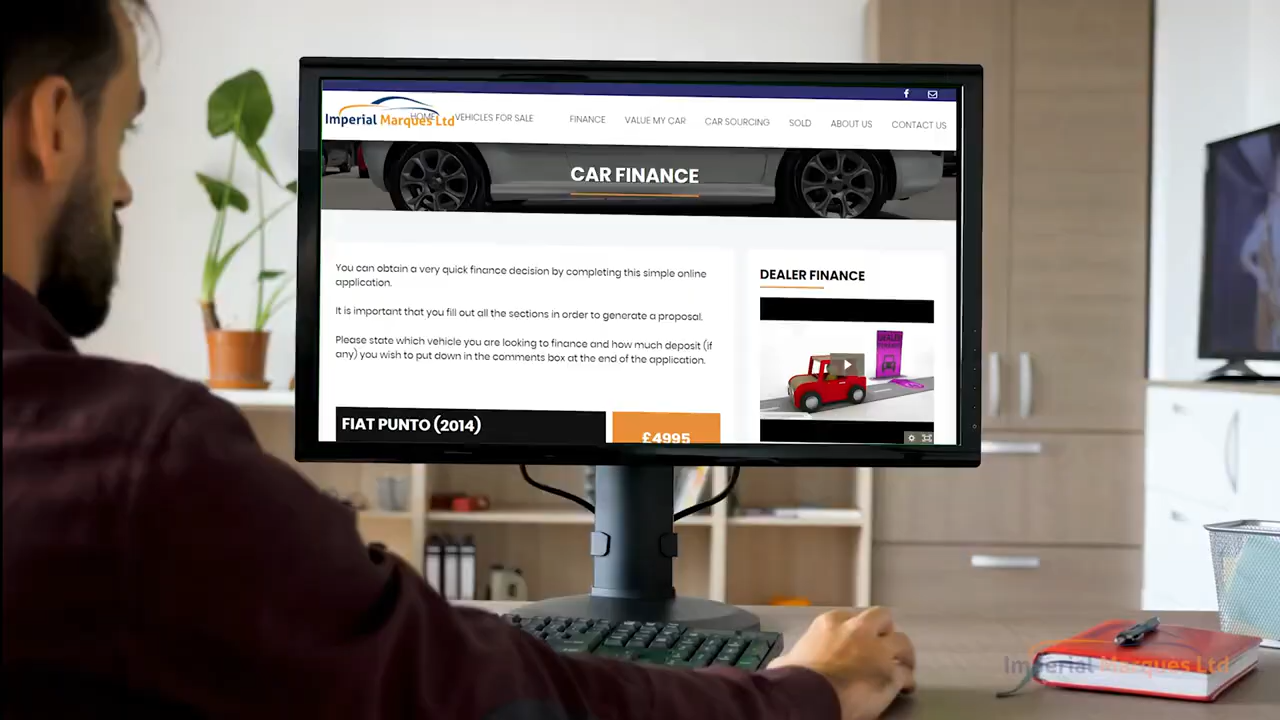 Imperial Marques Ltd
HOME VEHICLES FOR SALE FINANCE VALUE MY CAR CAR SOURCING SOLD ABOUT US CONTACT US
CAR FINANCE
You can obtain a very quick finance decision by completing this simple online
application.
It is important that you fill out all the sections in order to generate a proposal.
Please state which vehicle you are looking to finance and how much deposit (if
any) you wish to put down in the comments box at the end of the application.
FIAT PUNTO (2014)
£4995
DEALER FINANCE
Imperial Marques Ltd